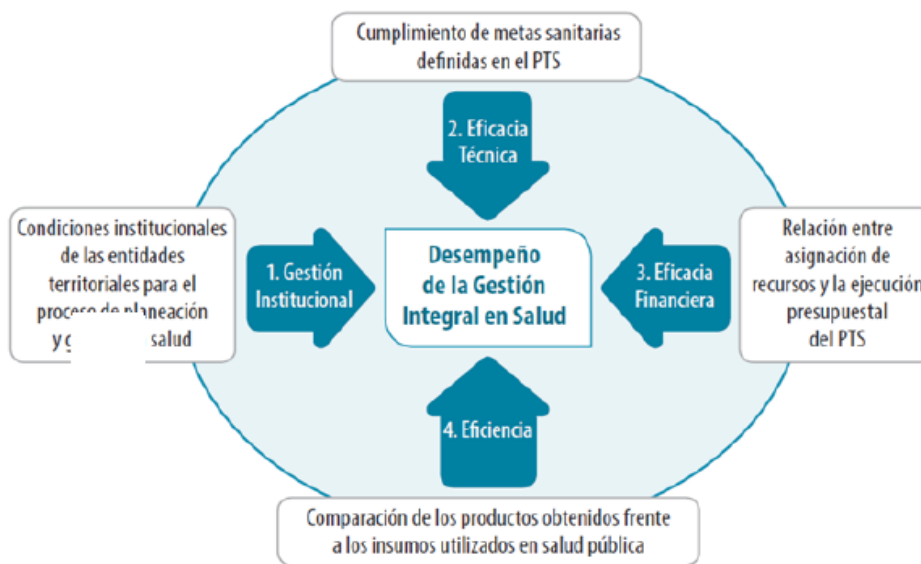 Cumplimiento de metas sanitarias
definidas en el PTS
2. Eficacia
Técnica
Condiciones institucionales
de las entidades
territoriales para el
proceso de planeación
y salud
1. Gestión
Institucional
Desempeño
de la Gestión
Integral en Salud
3. Eficacia
Financiera
Relación entre
asignación de
recursos y la ejecución
presupuestal
del PTS
4. Eficiencia
Comparación de los productos obtenidos frente
a los insumos utilizados en salud pública